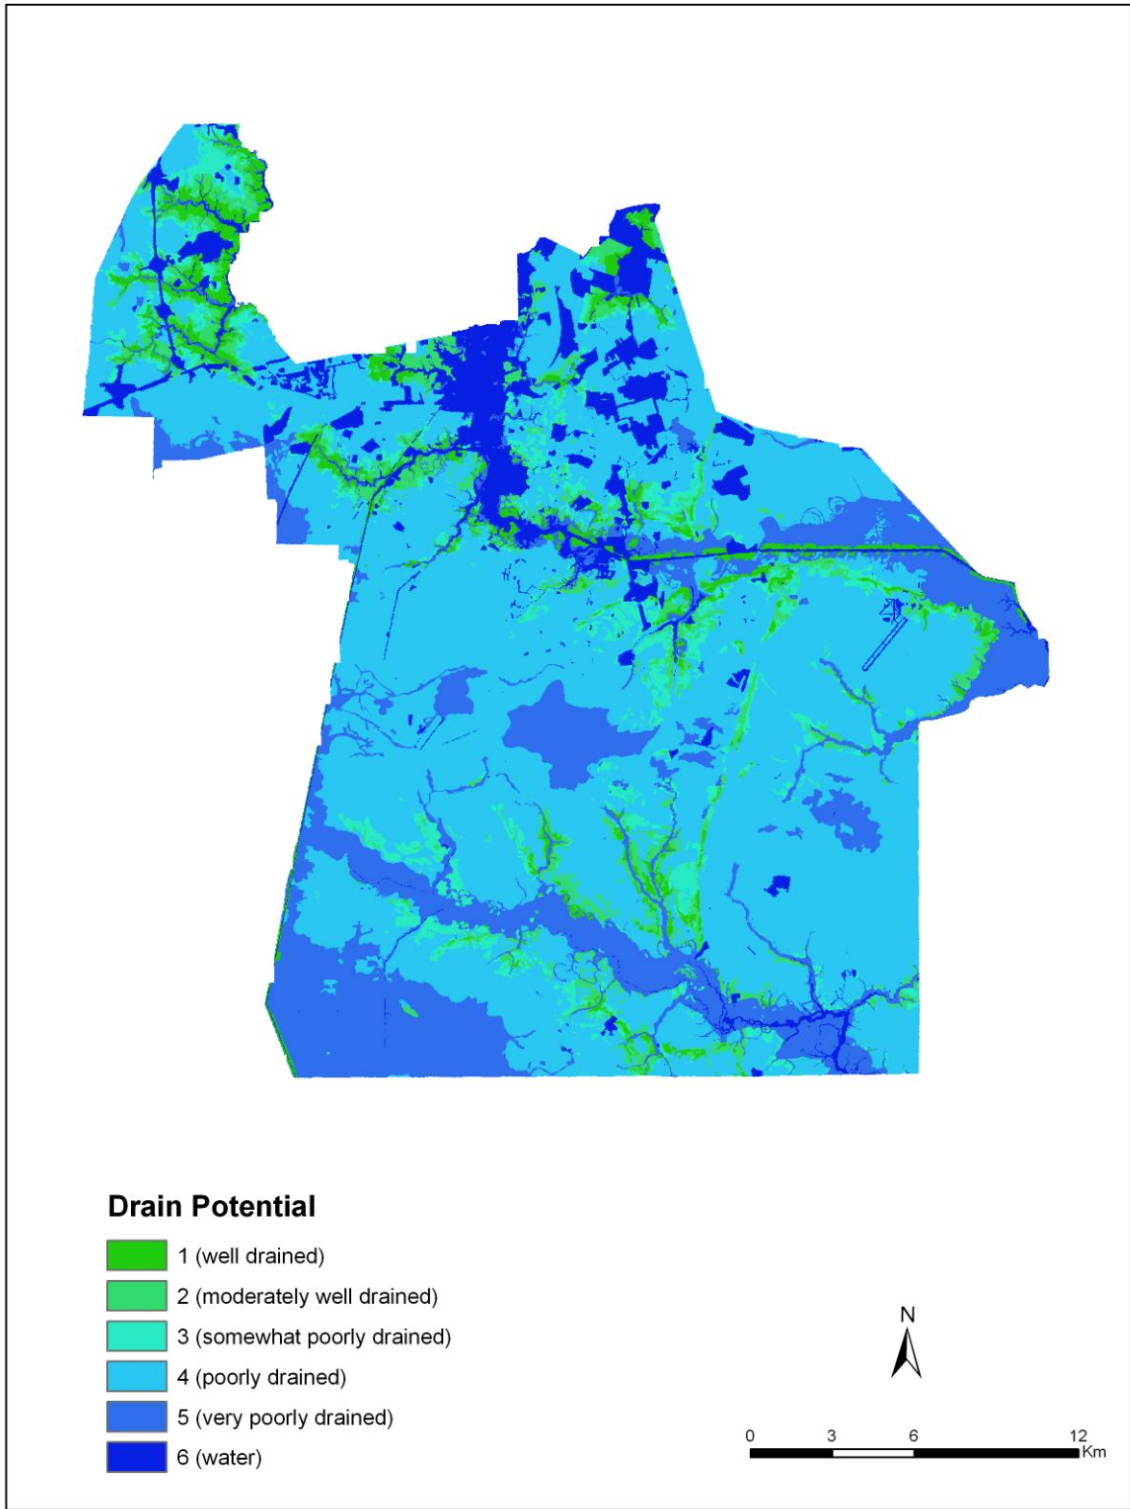 Drain Potential
1 (well drained)
2 (moderately well drained)
3 (somewhat poorly drained)
4 (poorly drained)
5 (very poorly drained)
6 (water)
N
0 3 6 12
Km